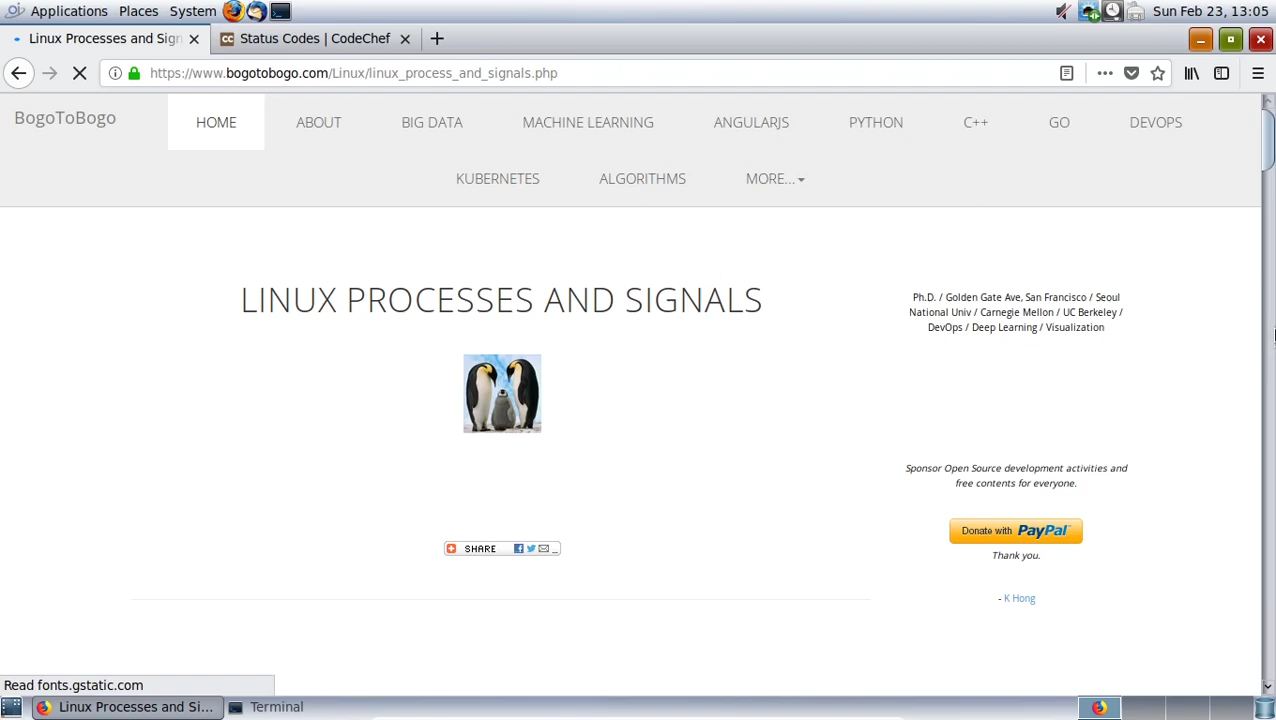 Applications Places System Sun Feb 23, 13:05
Linux Processes and Sign
Status Codes | CodeChef
https://www.bogotobogo.com/Linux/linux_process_and_signals.php
BogoToBogo HOME ABOUT BIG DATA MACHINE LEARNING ANGULARJS PYTHON C++ GO DEVOPS
KUBERNETES ALGORITHMS MORE...
LINUX PROCESSES AND SIGNALS
SHARE
Ph.D. / Golden Gate Ave, San Francisco / Seoul
National Univ / Carnegie Mellon / UC Berkeley /
DevOps / Deep Learning / Visualization
Sponsor Open Source development activities and
free contents for everyone.
Donate with PayPal
Thank you.
- K Hong
Read fonts.gstatic.com
Linux Processes and Si... Terminal